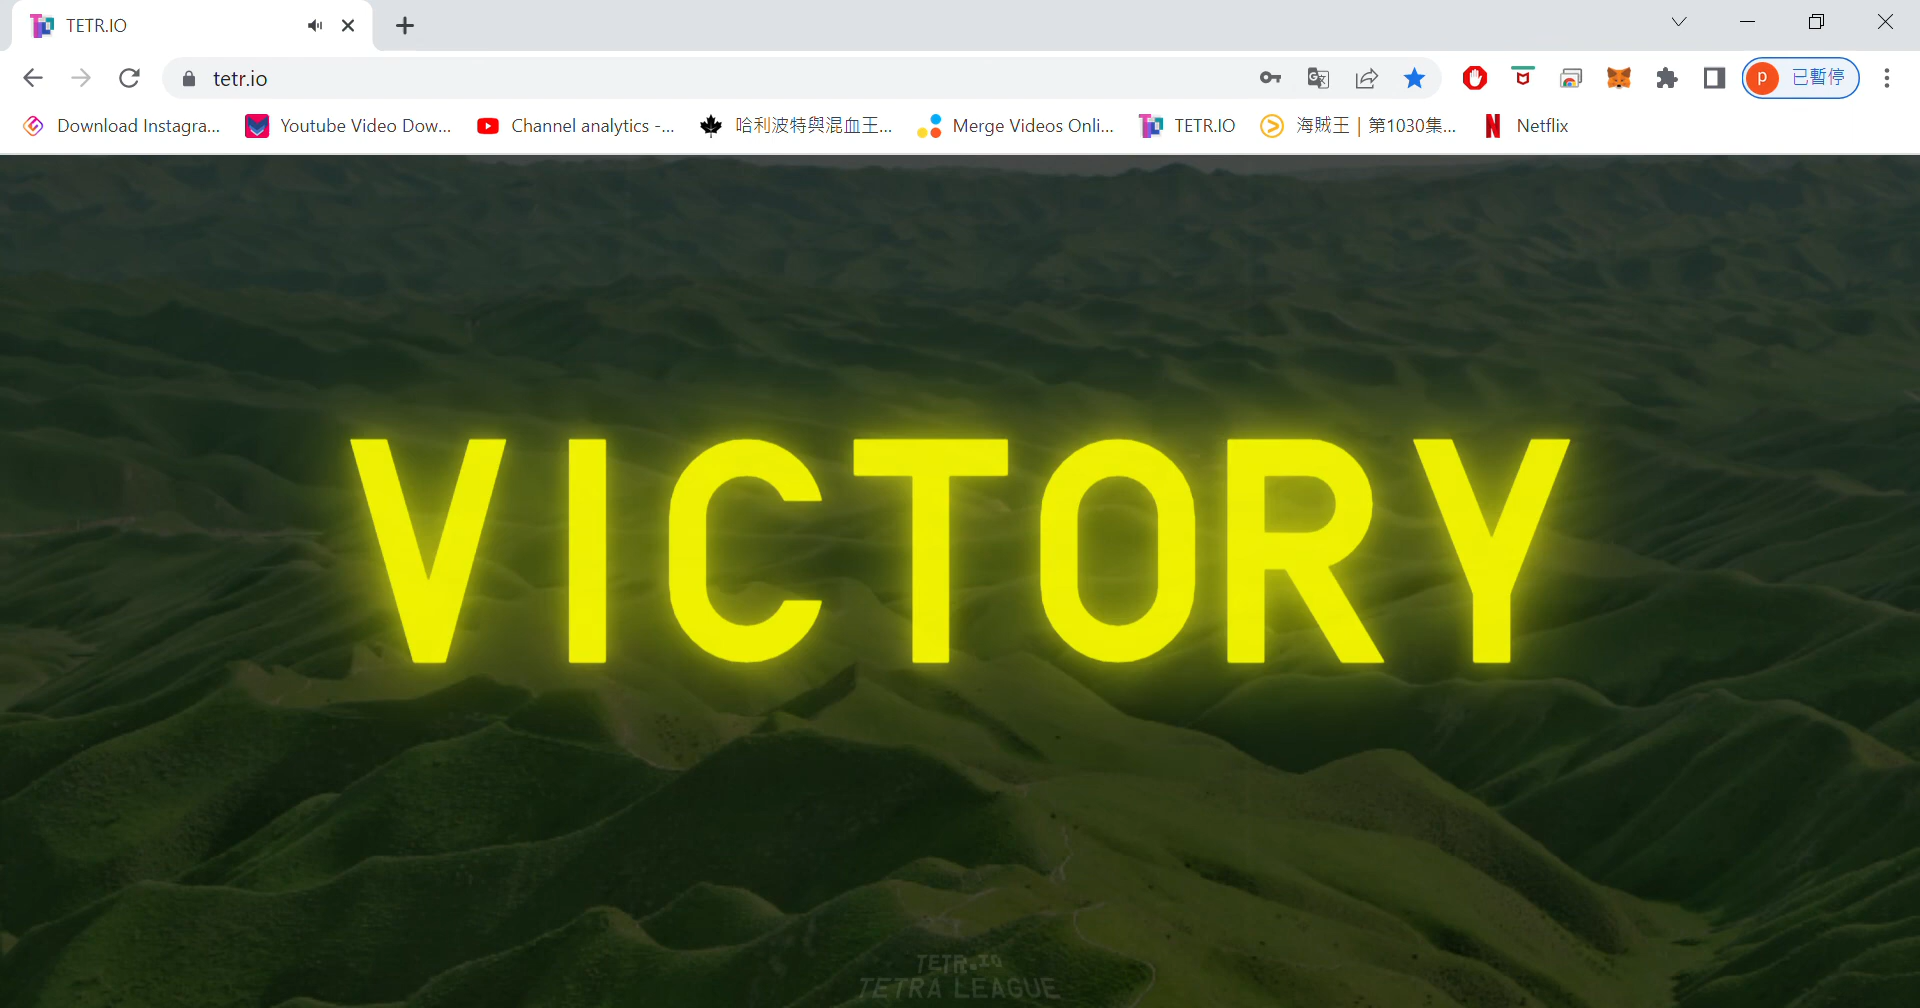 TETR.IO
tetr.io
p 已暫停
Download Instagra... Youtube Video Dow... Channel analytics -... 哈利波特與混血王... Merge Videos Onli... TETR.IO 海賊王 | 第1030集... Netflix
VICTORY
TETR.IO
TETRA LEAGUE